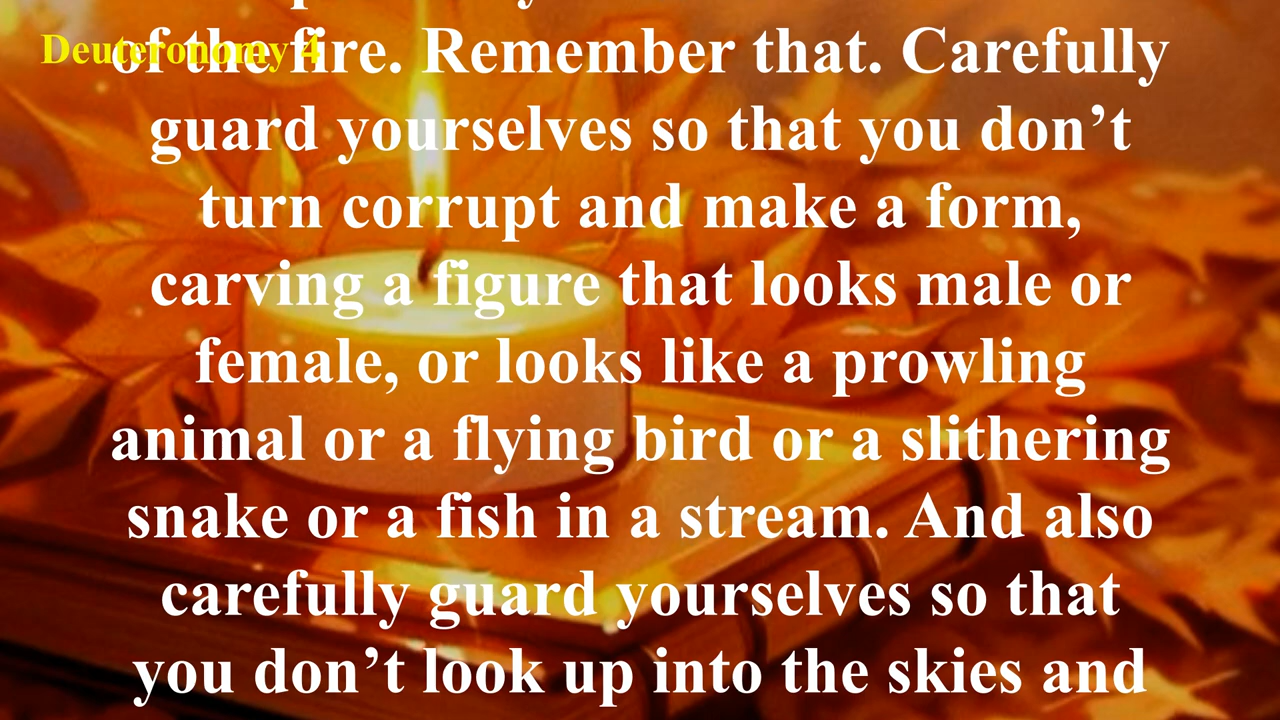 Deuteronomy 4
of the fire. Remember that. Carefully
guard yourselves so that you don’t
turn corrupt and make a form,
carving a figure that looks male or
female, or looks like a prowling
animal or a flying bird or a slithering
snake or a fish in a stream. And also
carefully guard yourselves so that
you don’t look up into the skies and